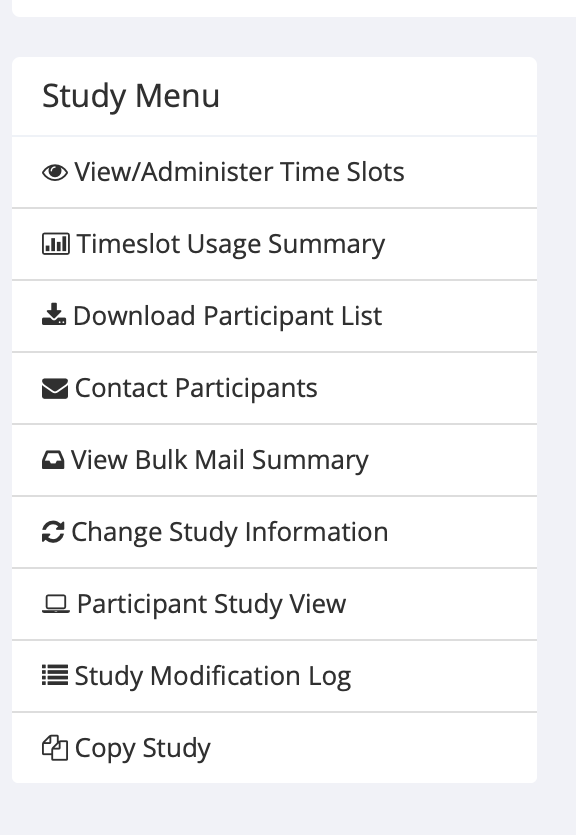 Study Menu
View/Administer Time Slots
Timeslot Usage Summary
Download Participant List
Contact Participants
View Bulk Mail Summary
Change Study Information
Participant Study View
Study Modification Log
Copy Study